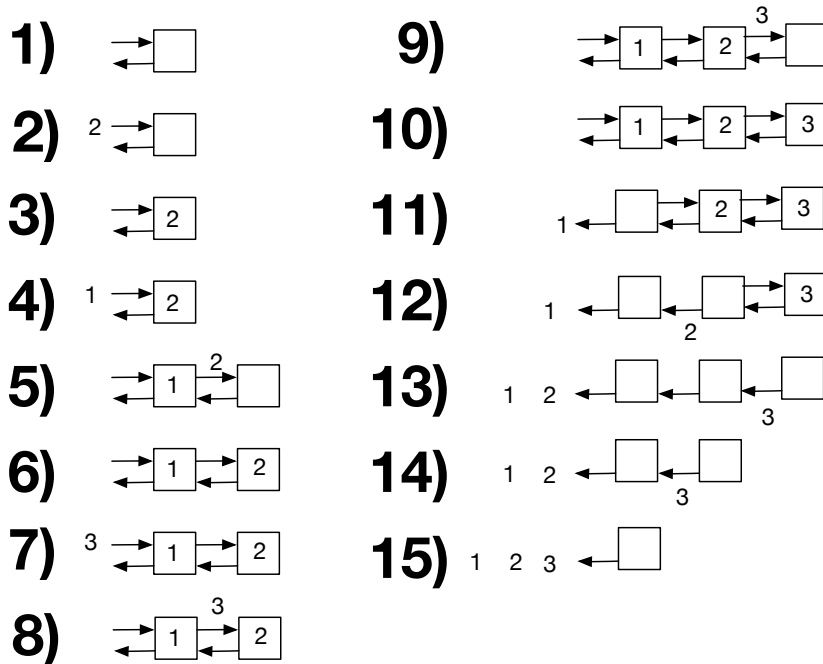 1)
2) 2
3) 2
4) 1 2
5) 1 2
6) 1 2
7) 3 1 2
8) 1 3 2
9) 1 2 3
10) 1 2 3
11) 1 2 3
12) 1 2 3
13) 1 2 3
14) 1 2 3
15) 1 2 3